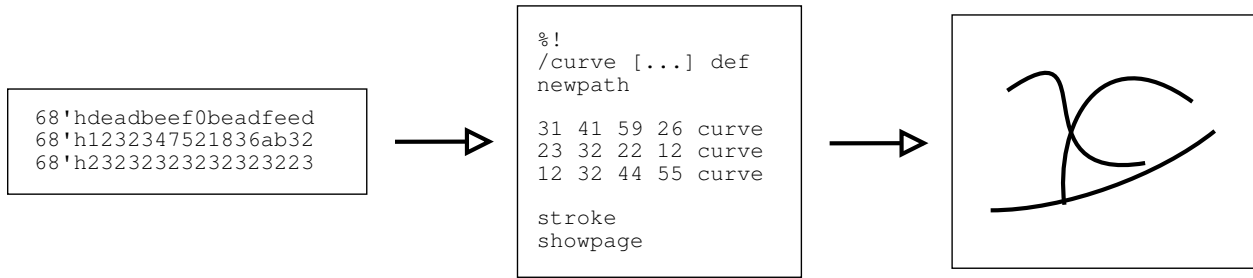 68'hdeadbeef0beadfeed
68'h1232347521836ab32
68'h23232323232323223
%!
/curve [...] def
newpath
31 41 59 26 curve
23 32 22 12 curve
12 32 44 55 curve
stroke
showpage